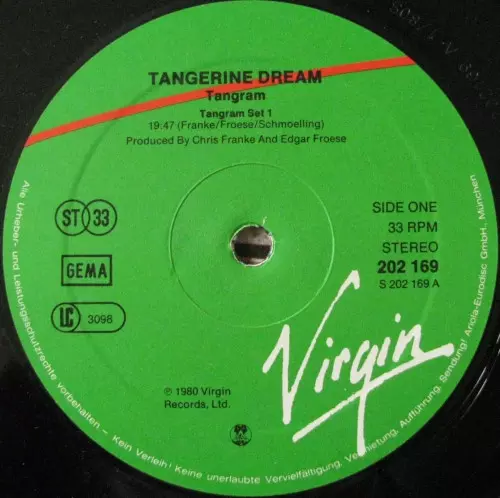 TANGERINE DREAM
Tangram
Tangram Set 1
19:47 (Franke/Froese/Schmoelling)
Produced By Chris Franke And Edgar Froese
ST 33
GEMA
LC 3098
SIDE ONE
33 RPM
STEREO
202 169
S 202 169 A
Virgin
℗ 1980 Virgin
Records, Ltd.
Alle Urheber- und Leistungsschutzrechte vorbehalten – Kein Verleih! Keine unerlaubte Vervielfältigung, Vermietung, Aufführung, Sendung! Ariola-Eurodisc GmbH., München